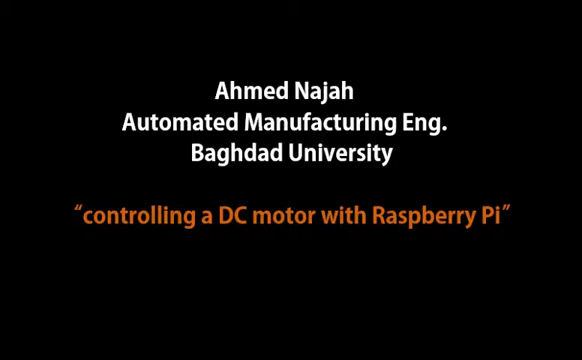 Ahmed Najah
Automated Manufacturing Eng.
Baghdad University
“controlling a DC motor with Raspberry Pi”